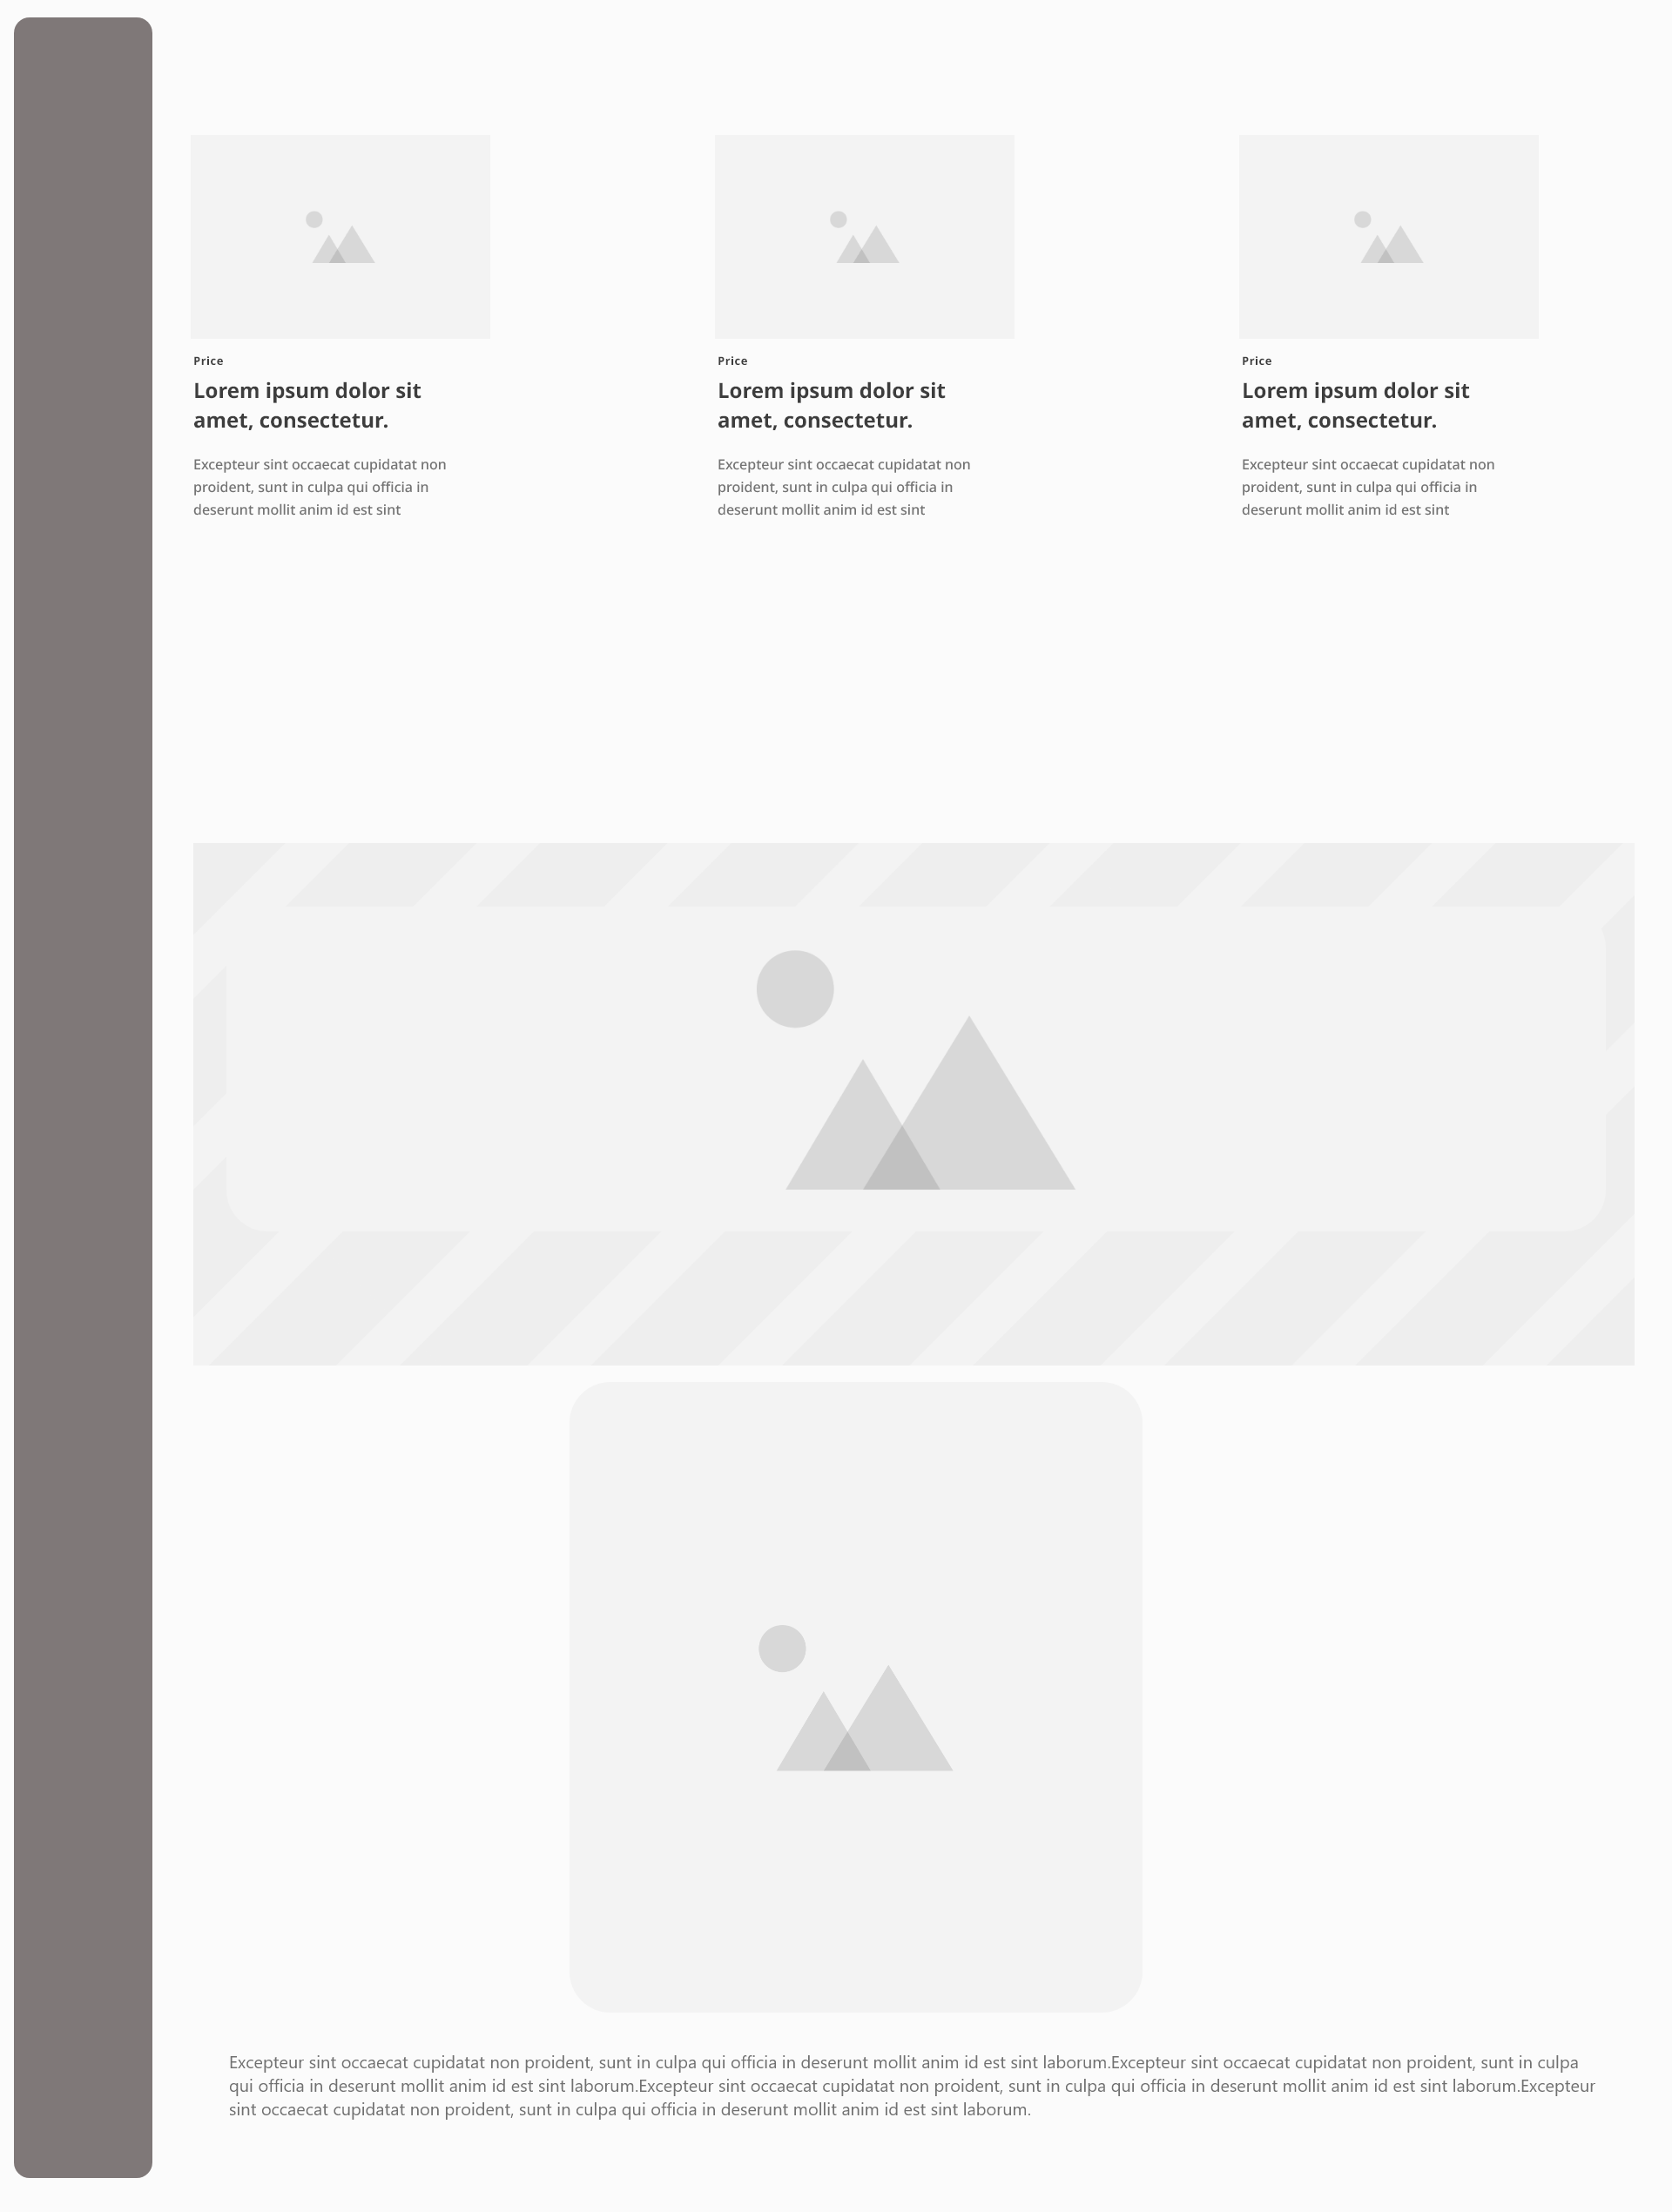 Price
Lorem ipsum dolor sit
amet, consectetur.
Excepteur sint occaecat cupidatat non
proident, sunt in culpa qui officia in
deserunt mollit anim id est sint
Price
Lorem ipsum dolor sit
amet, consectetur.
Excepteur sint occaecat cupidatat non
proident, sunt in culpa qui officia in
deserunt mollit anim id est sint
Price
Lorem ipsum dolor sit
amet, consectetur.
Excepteur sint occaecat cupidatat non
proident, sunt in culpa qui officia in
deserunt mollit anim id est sint
Excepteur sint occaecat cupidatat non proident, sunt in culpa qui officia in deserunt mollit anim id est sint laborum.Excepteur sint occaecat cupidatat non proident, sunt in culpa
qui officia in deserunt mollit anim id est sint laborum.Excepteur sint occaecat cupidatat non proident, sunt in culpa qui officia in deserunt mollit anim id est sint laborum.Excepteur
sint occaecat cupidatat non proident, sunt in culpa qui officia in deserunt mollit anim id est sint laborum.